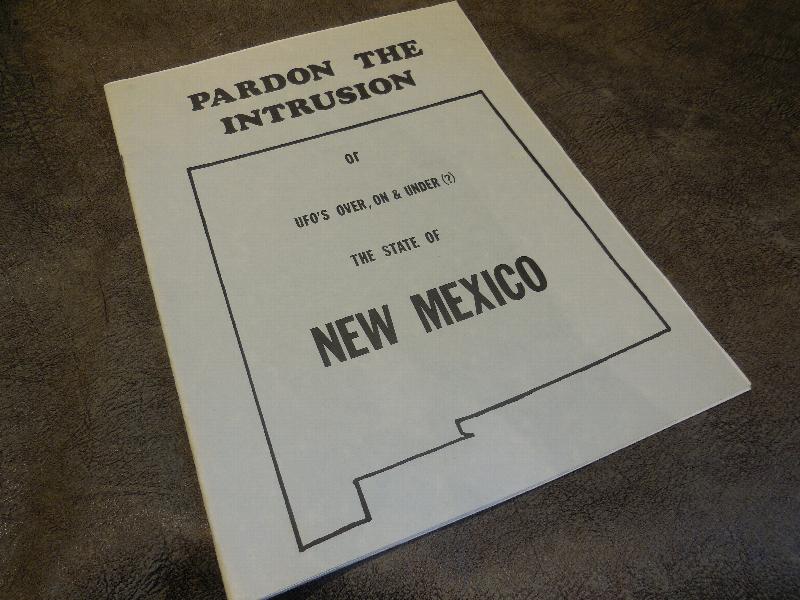 PARDON THE
INTRUSION
or
UFO'S OVER, ON & UNDER (?)
THE STATE OF
NEW MEXICO